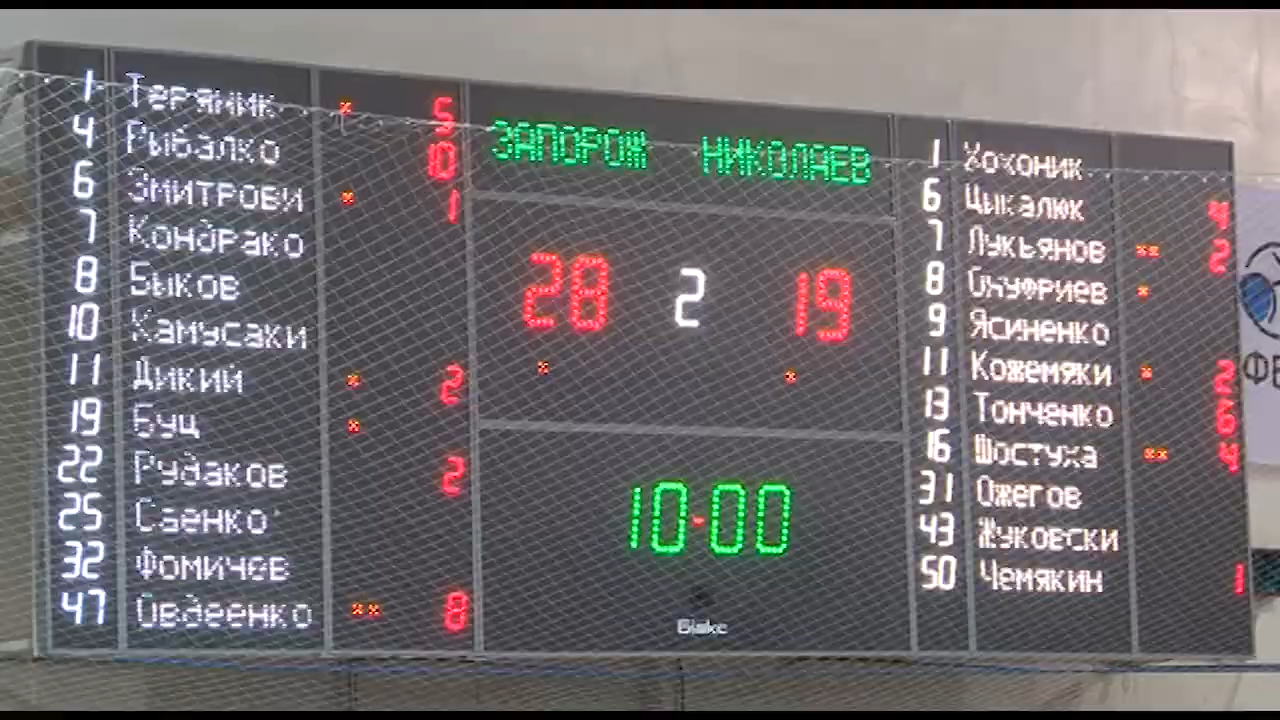 1 Теряник 5
4 Рыбалко 10
6 Змитрови 1
7 Кондрако
8 Быков
10 Камусаки
11 Дикий 2
19 Буц
22 Рудаков 2
25 Саенко
32 Фомичев
47 Овдеенко 8
ЗАПОРОЖ НИКОЛАЕВ
28 2 19
10:00
1 Хохоник
6 Цыкалюк 4
7 Лукьянов 2
8 Онуфриев
9 Ясиненко
11 Кожемяки 2
13 Тонченко 6
16 Шостуха 4
31 Ожегов
43 Жуковски
50 Чемякин 1